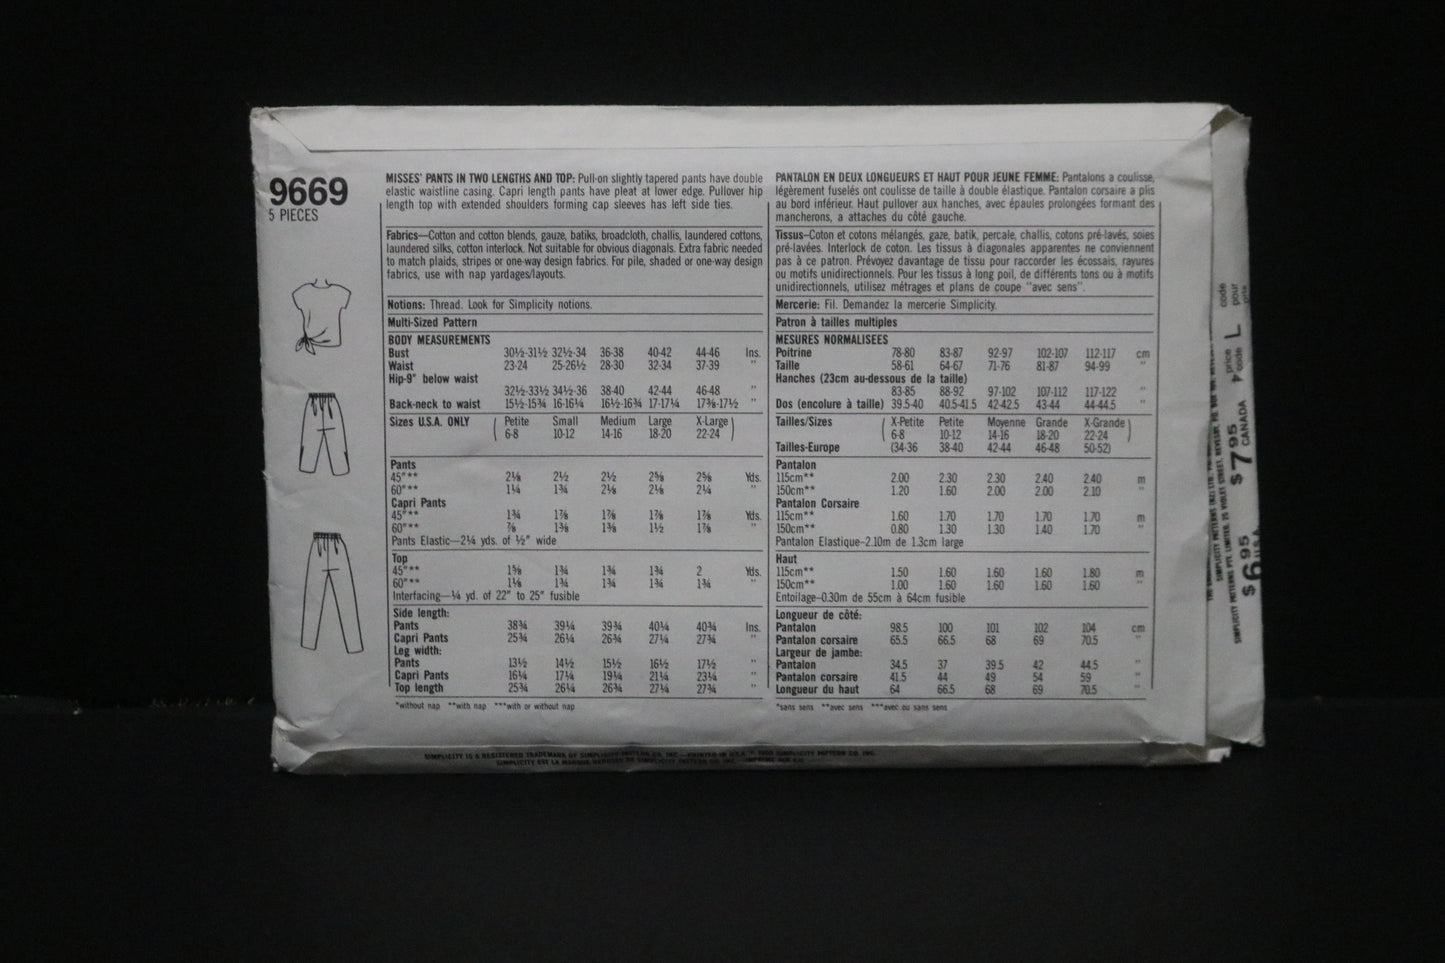 9669
5 PIECES
MISSES' PANTS IN TWO LENGTHS AND TOP: Pull-on slightly tapered pants have double
elastic waistline casing. Capri length pants have pleat at lower edge. Pullover hip
length top with extended shoulders forming cap sleeves has left side ties.
Fabrics—Cotton and cotton blends, gauze, batiks, broadcloth, challis, laundered cottons,
laundered silks, cotton interlock. Not suitable for obvious diagonals. Extra fabric needed
to match plaids, stripes or one-way design fabrics. For pile, shaded or one-way design
fabrics, use with nap yardages/layouts.
Notions: Thread. Look for Simplicity notions.
Multi-Sized Pattern
BODY MEASUREMENTS
Bust 30½-31½ 32½-34 36-38 40-42 44-46 Ins.
Waist 23-24 25-26½ 28-30 32-34 37-39 "
Hip-9" below waist
32½-33½ 34½-36 38-40 42-44 46-48 "
Back-neck to waist 15½-15¾ 16-16¼ 16½-16¾ 17-17¼ 17⅜-17½ "
Sizes U.S.A. ONLY ( Petite Small Medium Large X-Large )
6-8 10-12 14-16 18-20 22-24
Pants
45"** 2⅛ 2½ 2½ 2⅝ 2⅝ Yds.
60"** 1¼ 1¾ 2⅛ 2⅛ 2¼ "
Capri Pants
45"** 1¾ 1⅞ 1⅞ 1⅞ 1⅞ Yds.
60"** ⅞ 1⅜ 1⅜ 1½ 1⅞ "
Pants Elastic—2¼ yds. of ½" wide
Top
45"** 1⅝ 1¾ 1¾ 1¾ 2 Yds.
60"** 1⅛ 1¾ 1¾ 1¾ 1¾ "
Interfacing—¼ yd. of 22" to 25" fusible
Side length:
Pants 38¾ 39¼ 39¾ 40¼ 40¾ Ins.
Capri Pants 25¾ 26¼ 26¾ 27¼ 27¾ "
Leg width:
Pants 13½ 14½ 15½ 16½ 17½ "
Capri Pants 16¼ 17¼ 19¼ 21¼ 23¼ "
Top length 25¾ 26¼ 26¾ 27¼ 27¾ "
*without nap **with nap ***with or without nap
PANTALON EN DEUX LONGUEURS ET HAUT POUR JEUNE FEMME: Pantalons a coulisse,
légèrement fuselés ont coulisse de taille à double élastique. Pantalon corsaire a plis
au bord inférieur. Haut pullover aux hanches, avec épaules prolongées formant des
mancherons, a attaches du côté gauche.
Tissus—Coton et cotons mélangés, gaze, batik, percale, challis, cotons pré-lavés, soies
pré-lavées. Interlock de coton. Les tissus à diagonales apparentes ne conviennent
pas à ce patron. Prévoyez davantage de tissu pour raccorder les écossais, rayures
ou motifs unidirectionnels. Pour les tissus à long poil, de différents tons ou à motifs
unidirectionnels, utilisez métrages et plans de coupe "avec sens".
Mercerie: Fil. Demandez la mercerie Simplicity.
Patron à tailles multiples
MESURES NORMALISEES
Poitrine 78-80 83-87 92-97 102-107 112-117 cm
Taille 58-61 64-67 71-76 81-87 94-99 "
Hanches (23cm au-dessous de la taille)
83-85 88-92 97-102 107-112 117-122 "
Dos (encolure à taille) 39.5-40 40.5-41.5 42-42.5 43-44 44-44.5 "
Tailles/Sizes ( X-Petite Petite Moyenne Grande X-Grande )
6-8 10-12 14-16 18-20 22-24
Tailles-Europe (34-36 38-40 42-44 46-48 50-52)
Pantalon
115cm** 2.00 2.30 2.30 2.40 2.40 m
150cm** 1.20 1.60 2.00 2.00 2.10 "
Pantalon Corsaire
115cm** 1.60 1.70 1.70 1.70 1.70 m
150cm** 0.80 1.30 1.30 1.40 1.70 "
Pantalon Elastique-2.10m de 1.3cm large
Haut
115cm** 1.50 1.60 1.60 1.60 1.80 m
150cm** 1.00 1.60 1.60 1.60 1.60 "
Entoilage-0.30m de 55cm à 64cm fusible
Longueur de côté:
Pantalon 98.5 100 101 102 104 cm
Pantalon corsaire 65.5 66.5 68 69 70.5 "
Largeur de jambe:
Pantalon 34.5 37 39.5 42 44.5 "
Pantalon corsaire 41.5 44 49 54 59 "
Longueur du haut 64 66.5 68 69 70.5 "
*sans sens **avec sens ***avec ou sans sens
SIMPLICITY IS A REGISTERED TRADEMARK OF SIMPLICITY PATTERN CO. INC.—PRINTED IN U.S.A. SIMPLICITY PATTERN CO. INC.
SIMPLICITY EST LA MARQUE DE SIMPLICITY PATTERN CO. INC.
price code L
code pour prix
$7.95 CANADA
$6.95 U.S.A.